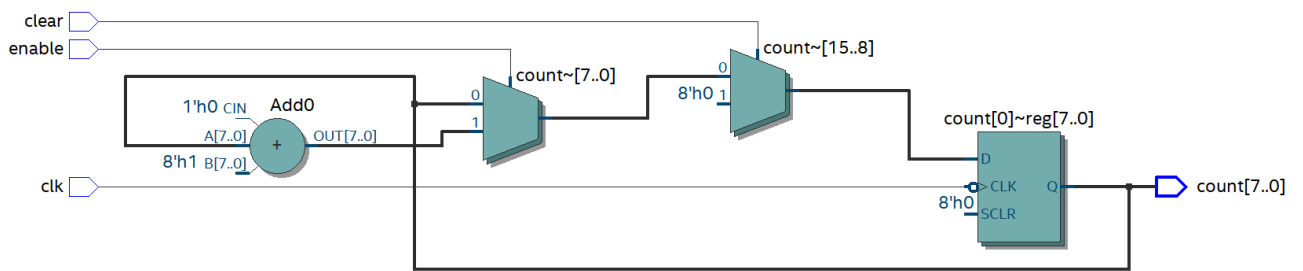 clear
enable
count~[15..8]
count~[7..0]
0
8'h0 1
0
1
1'h0 CIN
Add0
A[7..0]
+
OUT[7..0]
8'h1 B[7..0]
count[0]~reg[7..0]
D
clk
CLK
Q
count[7..0]
8'h0
SCLR